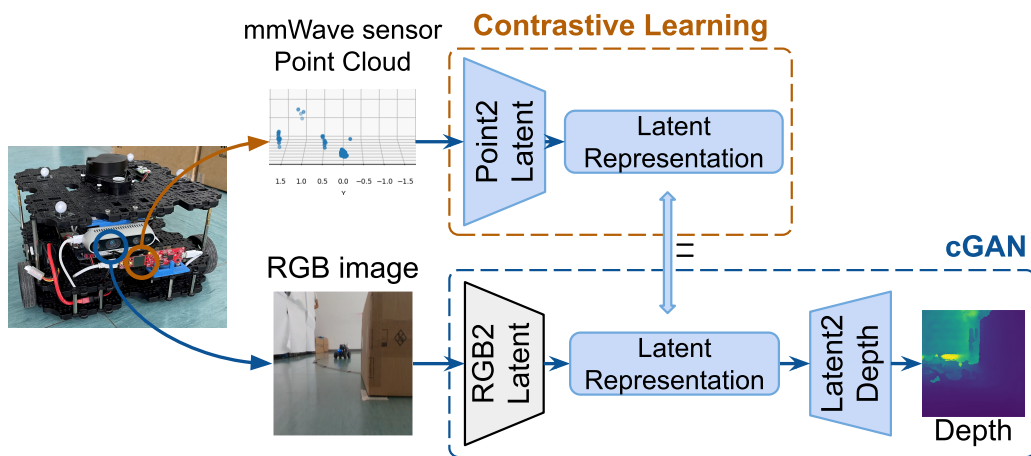 Contrastive Learning
mmWave sensor
Point Cloud
Point2
Latent
Latent
Representation
1.5 1.0 0.5 0.0 −0.5 −1.0 −1.5
Y
=
cGAN
RGB image
RGB2
Latent
Latent
Representation
Latent2
Depth
Depth